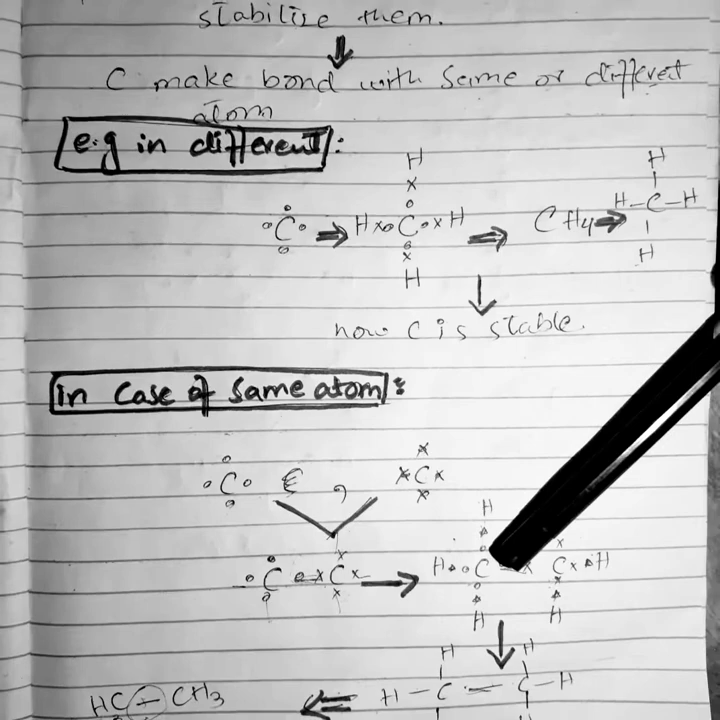 stabilize them.
C make bond with same or different
atom
e.g in different:
H
x
H x C x H CH4 H-C-H
x
H
H
H
now C is stable.
in case of same atom:
C , C
C x C
H
H C C H
H H
H H
H - C - C - H
HC - CH3